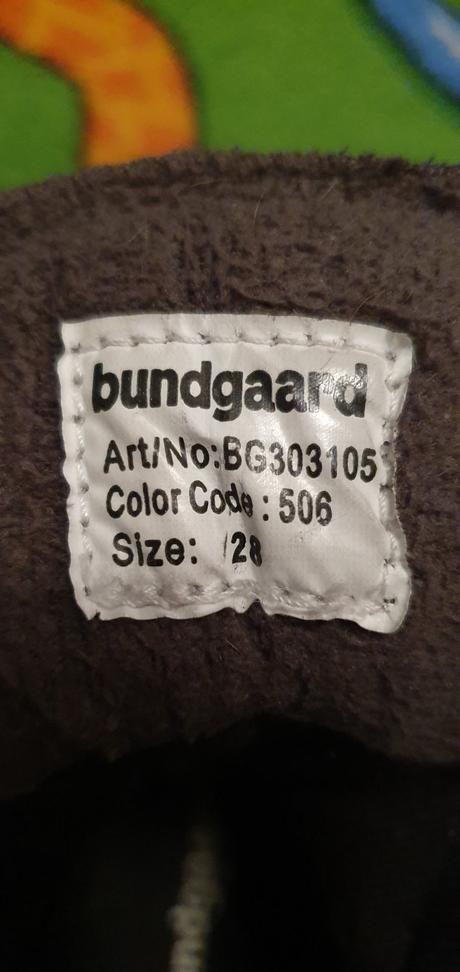 bundgaard
Art/No:BG303105
Color Code : 506
Size: /28